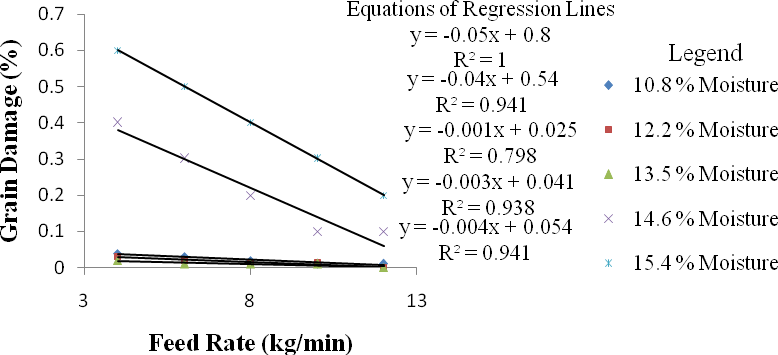 Equations of Regression Lines
y = -0.05x + 0.8
R² = 1
y = -0.04x + 0.54
R² = 0.941
y = -0.001x + 0.025
R² = 0.798
y = -0.003x + 0.041
R² = 0.938
y = -0.004x + 0.054
R² = 0.941
Legend
10.8 % Moisture
12.2 % Moisture
13.5 % Moisture
14.6 % Moisture
15.4 % Moisture
Grain Damage (%)
0.7
0.6
0.5
0.4
0.3
0.2
0.1
0
3
8
13
Feed Rate (kg/min)